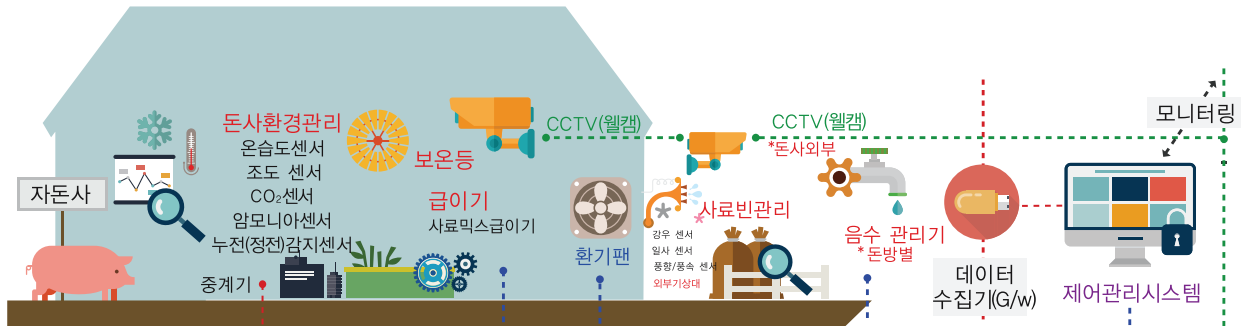 자돈사
돈사환경관리
온습도센서
조도 센서
CO₂센서
암모니아센서
누전(정전)감지센서
중계기
보온등
급이기
사료믹스급이기
CCTV(웰캠)
환기팬
CCTV(웰캠)
*돈사외부
사료빈관리
강우 센서
일사 센서
풍향/풍속 센서
외부기상대
음수 관리기
*돈방별
데이터
수집기(G/w)
모니터링
제어관리시스템